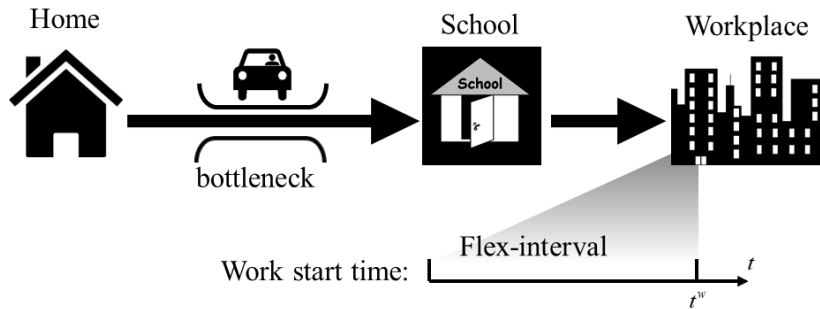 Home
School
Workplace
School
bottleneck
Flex-interval
Work start time:
t
t^w